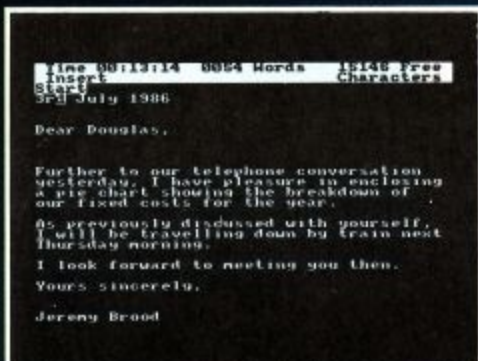 Time 00:13:14 0054 Words 15146 Free
Insert Characters
Start
3rd July 1986
Dear Douglas,
Further to our telephone conversation
yesterday, I have pleasure in enclosing
a pie chart showing the breakdown of
our fixed costs for the year.
As previously discussed with yourself,
I will be travelling down by train next
Thursday morning.
I look forward to meeting you then.
Yours sincerely,
Jeremy Brood